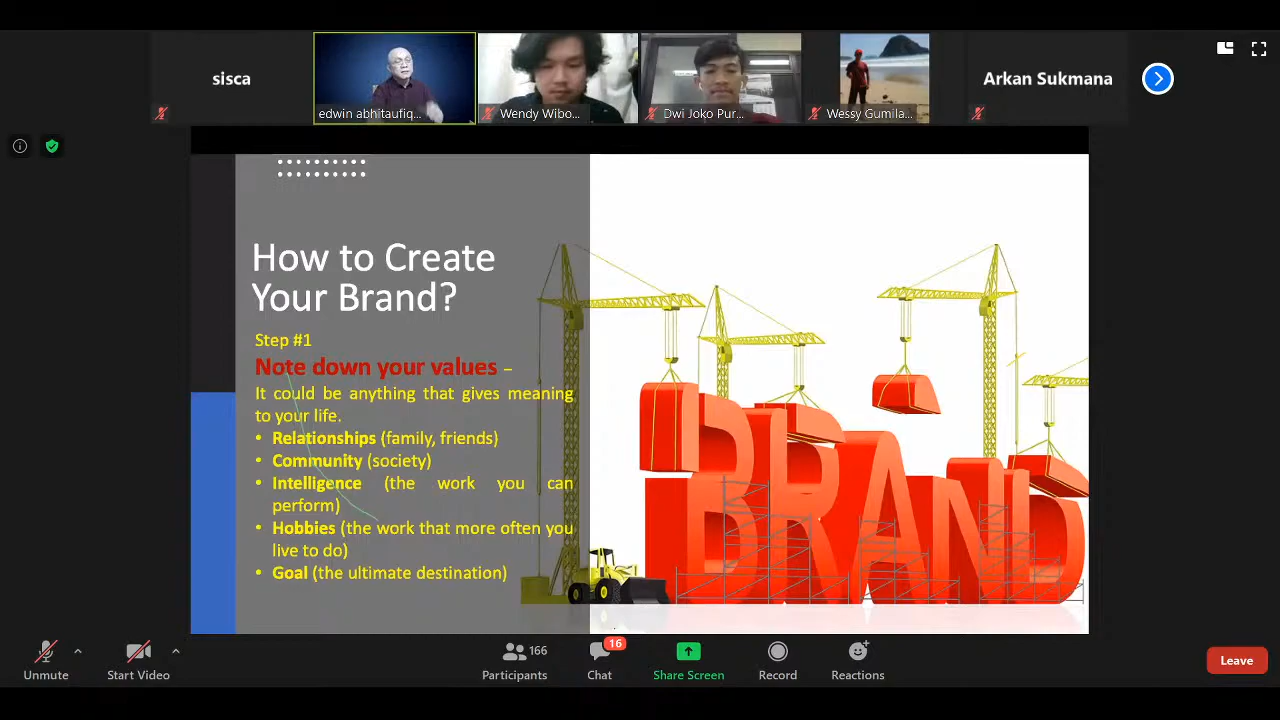 sisca
edwin abhitaufiq...
Wendy Wibo...
Dwi Joko Pur...
Wessy Gumila...
Arkan Sukmana
How to Create
Your Brand?
Step #1
Note down your values –
It could be anything that gives meaning
to your life.
• Relationships (family, friends)
• Community (society)
• Intelligence (the work you can
perform)
• Hobbies (the work that more often you
live to do)
• Goal (the ultimate destination)
BRAND
Unmute
Start Video
166
Participants
16
Chat
Share Screen
Record
Reactions
Leave